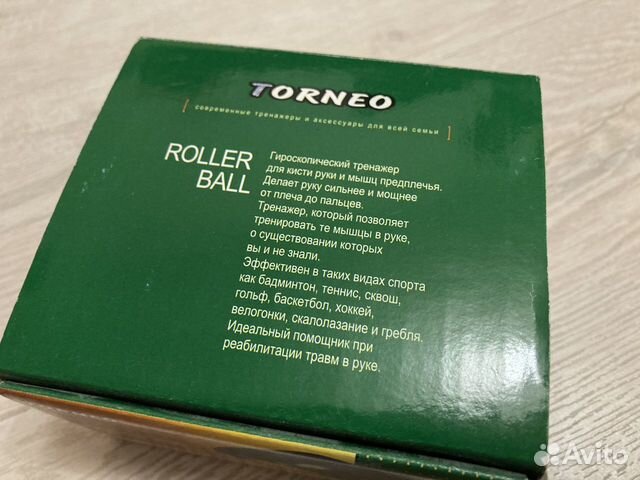 TORNEO
[ современные тренажеры и аксессуары для всей семьи ]
ROLLER
BALL
Гироскопический тренажер
для кисти руки и мышц предплечья.
Делает руку сильнее и мощнее
от плеча до пальцев.
Тренажер, который позволяет
тренировать те мышцы в руке,
о существовании которых
вы и не знали.
Эффективен в таких видах спорта
как бадминтон, теннис, сквош,
гольф, баскетбол, хоккей,
велогонки, скалолазание и гребля.
Идеальный помощник при
реабилитации травм в руке.
Avito